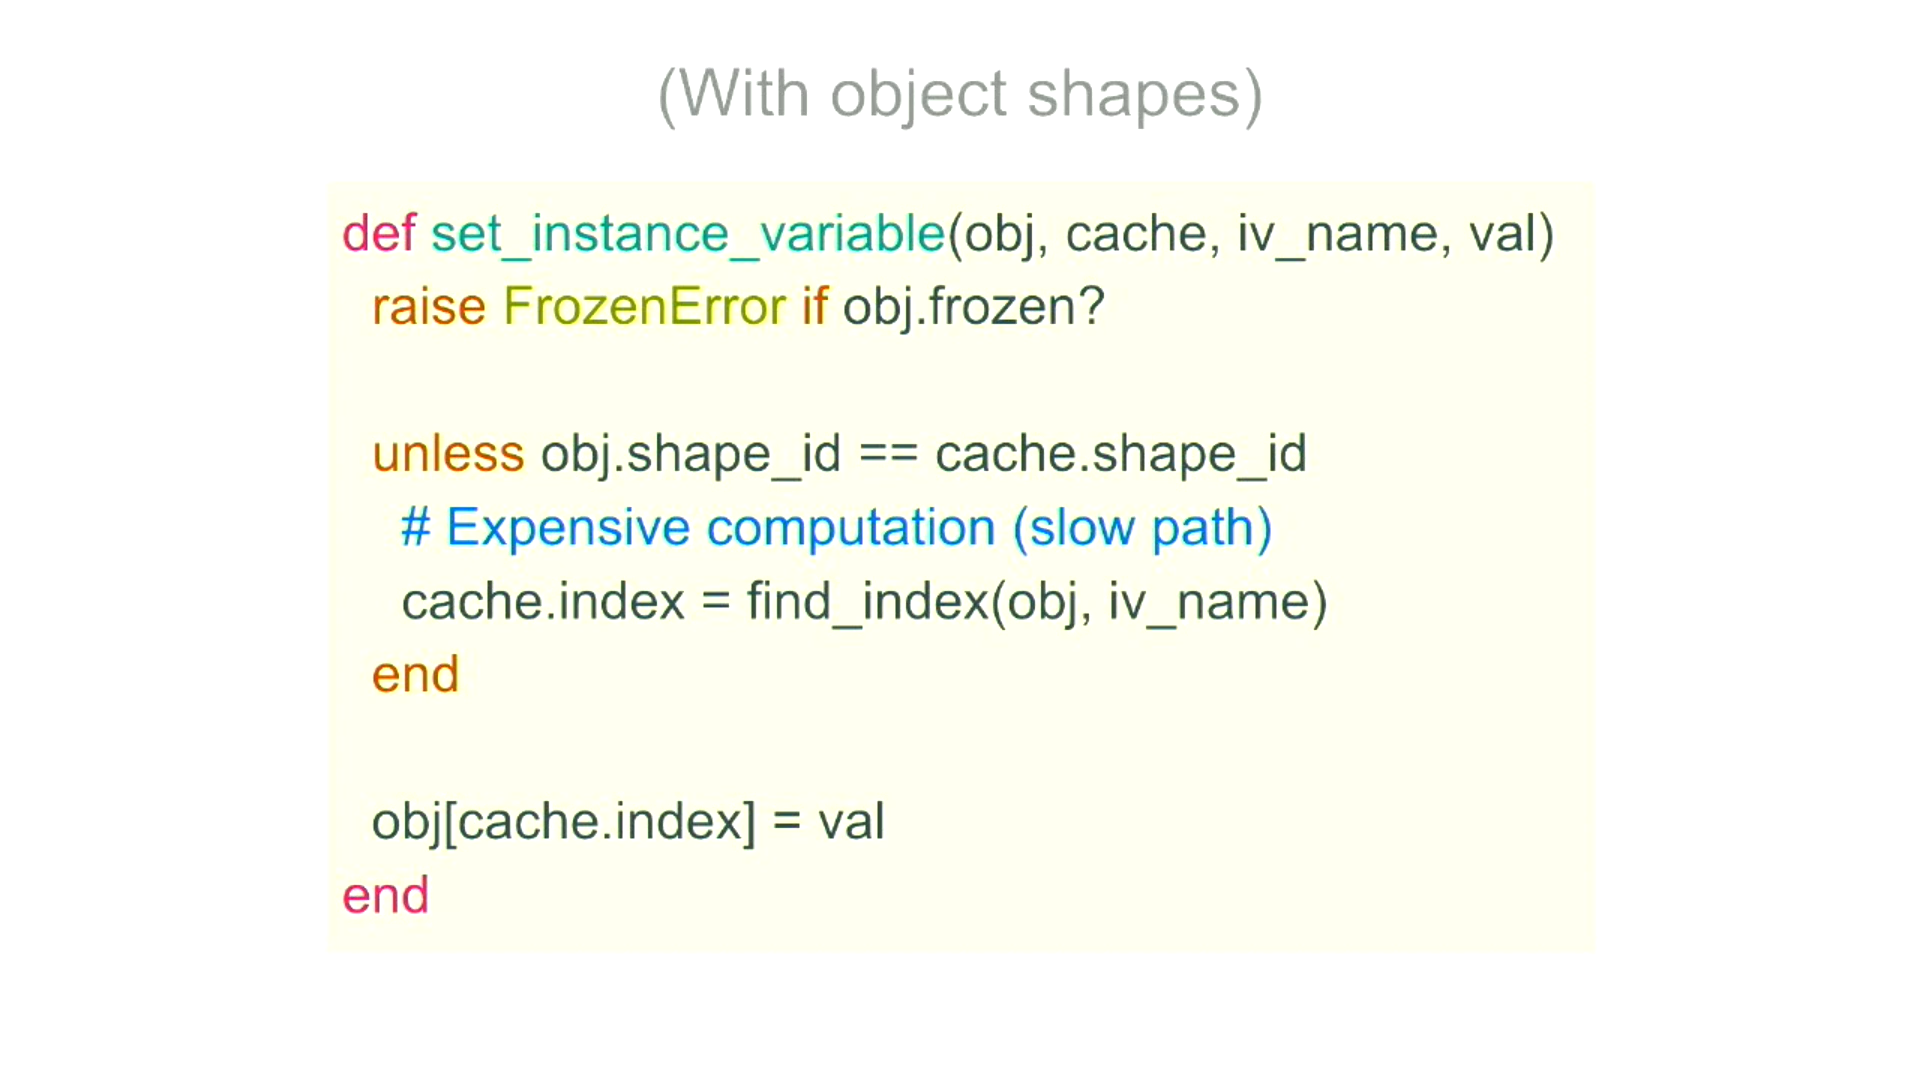 (With object shapes)
def set_instance_variable(obj, cache, iv_name, val)
raise FrozenError if obj.frozen?
unless obj.shape_id == cache.shape_id
# Expensive computation (slow path)
cache.index = find_index(obj, iv_name)
end
obj[cache.index] = val
end